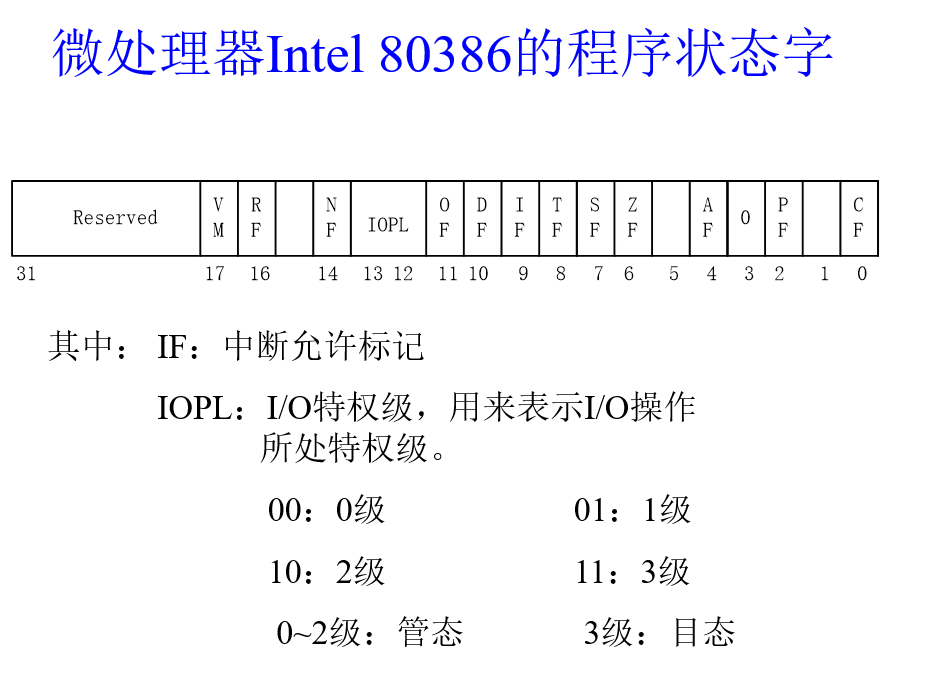 微处理器Intel 80386的程序状态字
Reserved VM RF NF IOPL OF DF IF TF SF ZF AF 0 PF CF
31 17 16 14 13 12 11 10 9 8 7 6 5 4 3 2 1 0
其中： IF：中断允许标记
IOPL：I/O特权级，用来表示I/O操作
所处特权级。
00：0级 01：1级
10：2级 11：3级
0~2级：管态 3级：目态